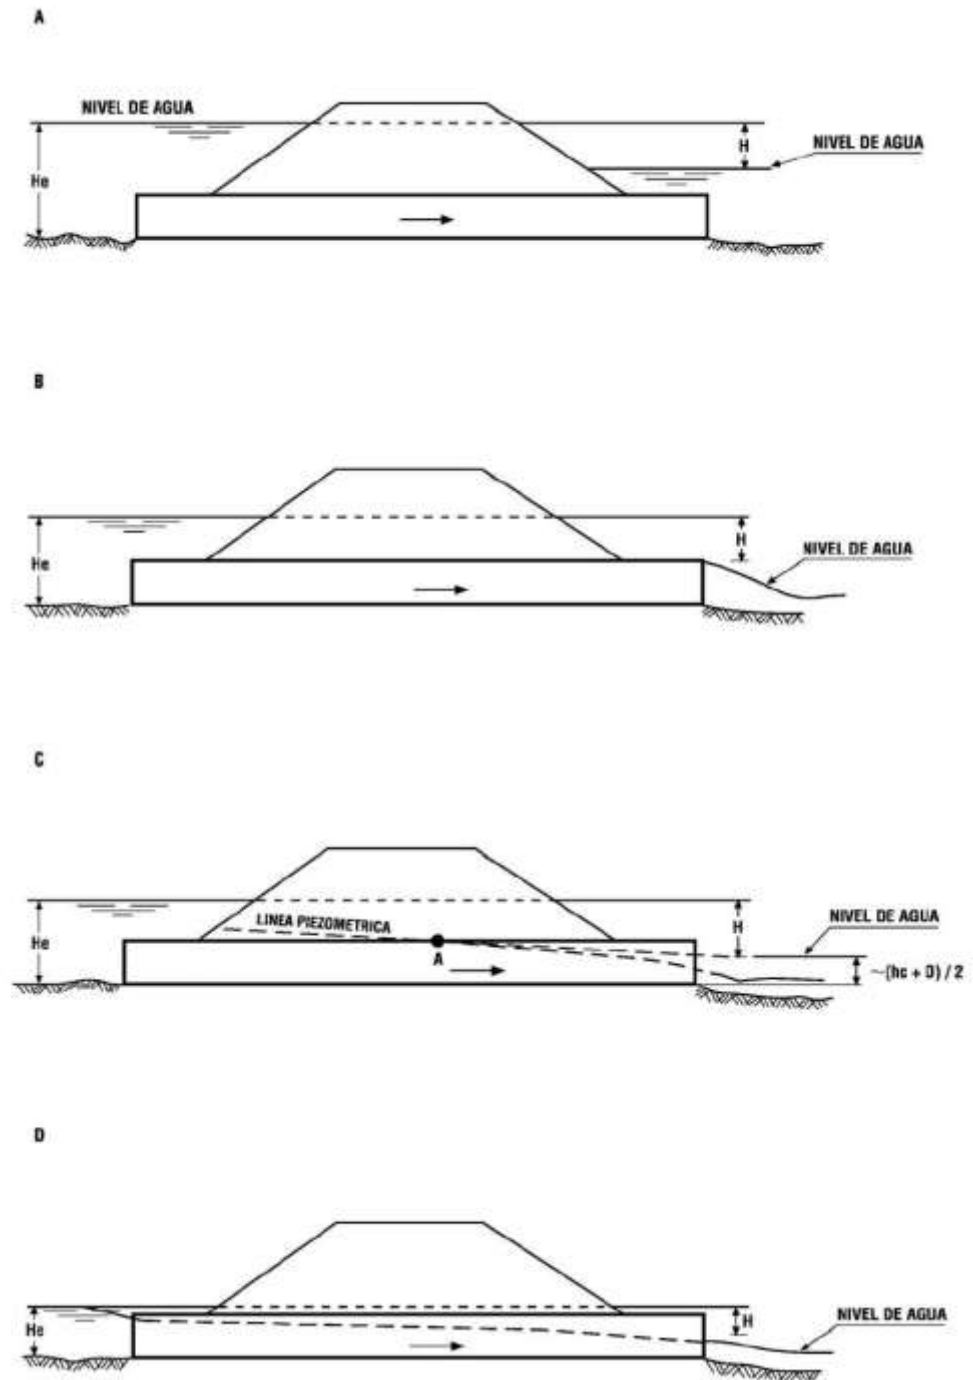 A
NIVEL DE AGUA
H
NIVEL DE AGUA
He
B
H
NIVEL DE AGUA
He
C
LINEA PIEZOMETRICA
H
NIVEL DE AGUA
He
A
~(hc + D) / 2
D
He
H
NIVEL DE AGUA